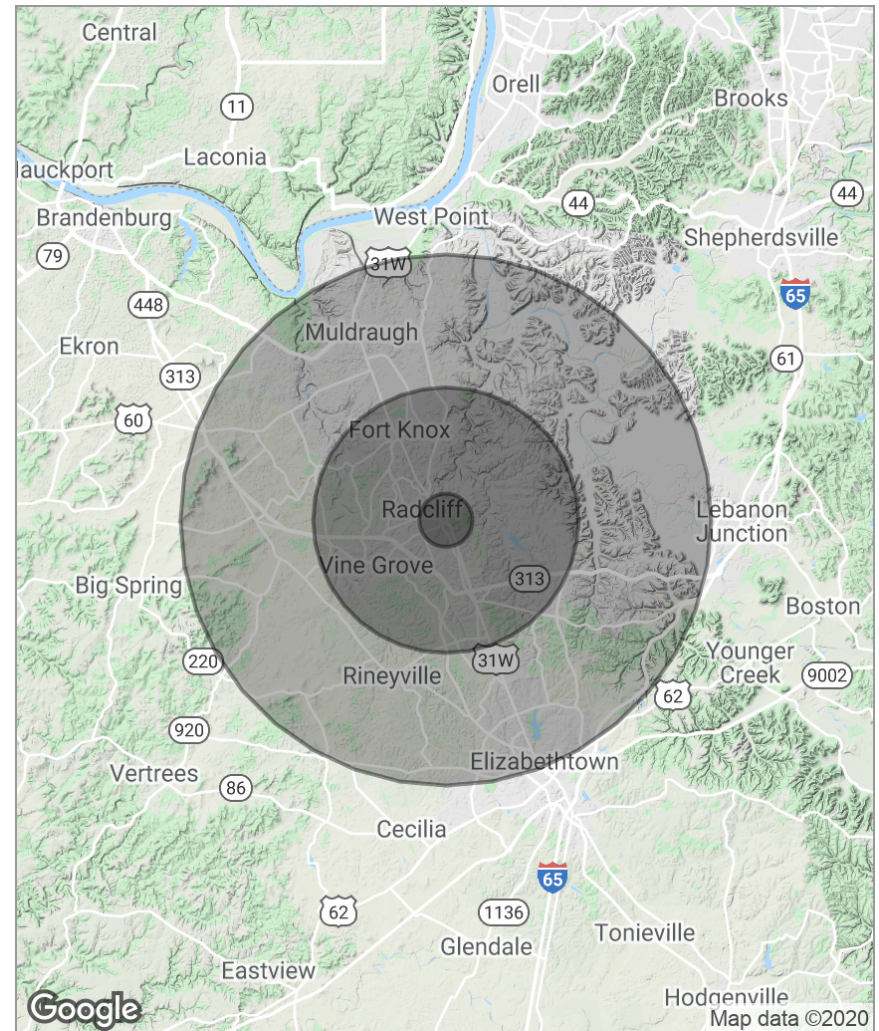 Central
Orell
Brooks
11
Laconia
auckport
44
44
Brandenburg
West Point
Shepherdsville
79
31W
65
448
Muldraugh
Ekron
61
313
60
Fort Knox
Radcliff
Lebanon
Junction
Vine Grove
313
Big Spring
Boston
220
31W
Younger
Creek
Rineyville
9002
62
920
Elizabethtown
Vertrees
86
Cecilia
65
62
1136
Tonieville
Glendale
Eastview
Hodgenville
Google
Map data ©2020